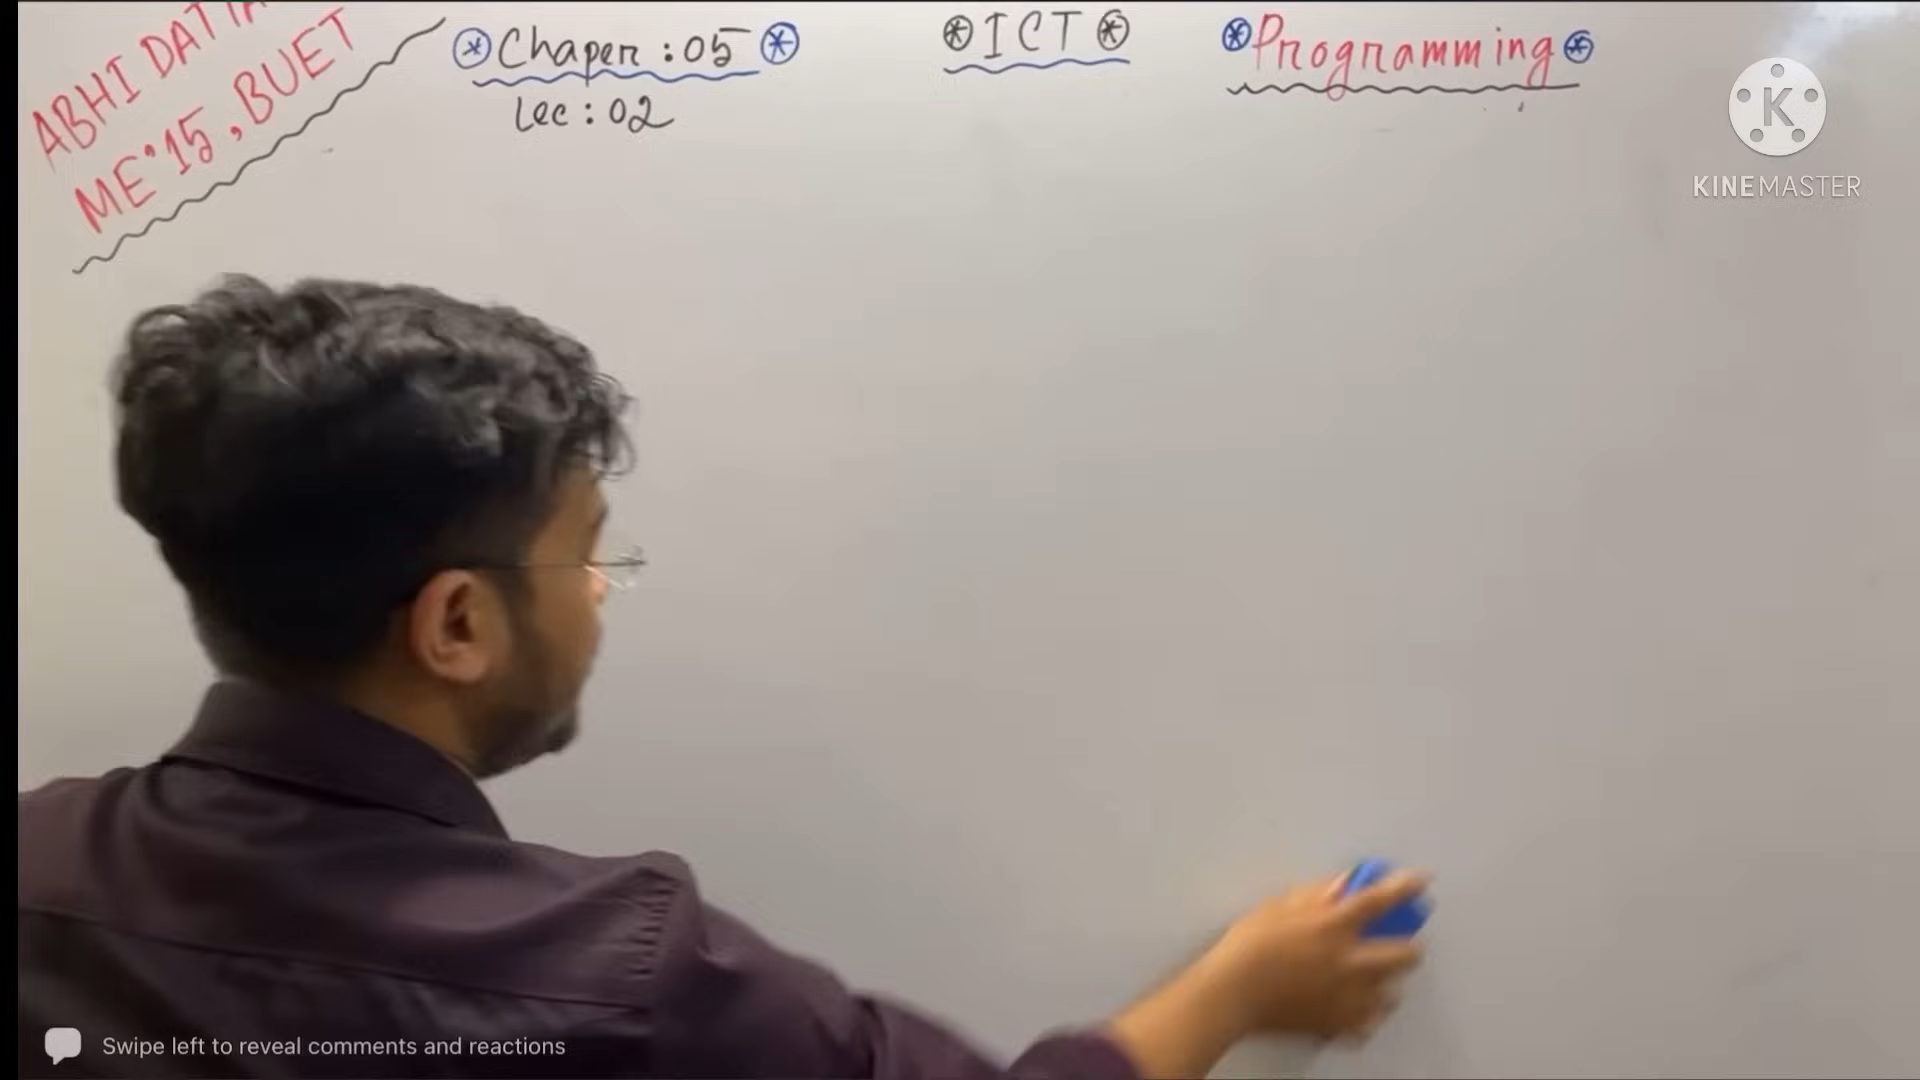 ABHI DATTA
ME'15, BUET
Chaper : 05
Lec : 02
ICT
Programming
KINEMASTER
Swipe left to reveal comments and reactions